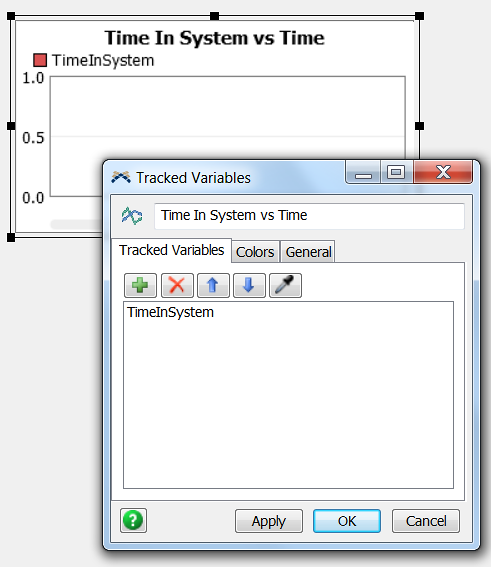 Time In System vs Time
TimeInSystem
1.0
0.5
0.0
Tracked Variables
Time In System vs Time
Tracked Variables Colors General
TimeInSystem
?
Apply OK Cancel